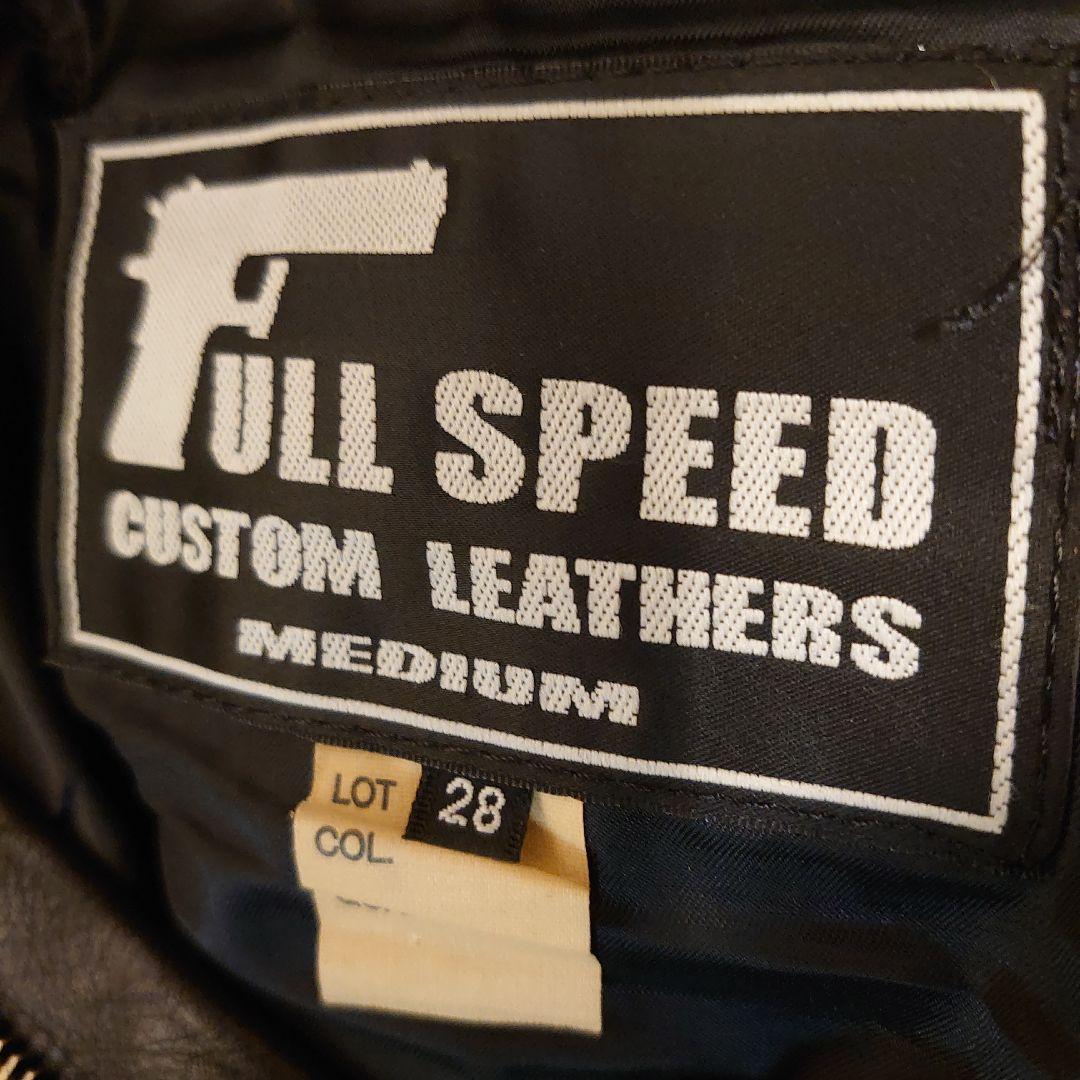 FULL SPEED
CUSTOM LEATHERS
MEDIUM
LOT 28
COL.